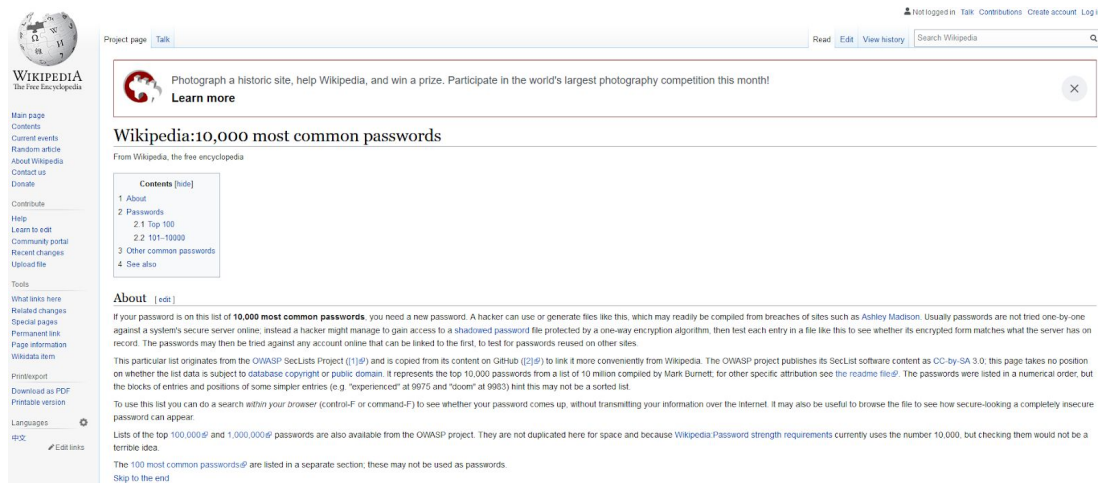 Not logged in Talk Contributions Create account Log i
Project page Talk
Read Edit View history Search Wikipedia
WIKIPEDIA
The Free Encyclopedia
Photograph a historic site, help Wikipedia, and win a prize. Participate in the world's largest photography competition this month!
Learn more
Main page
Contents
Current events
Random article
About Wikipedia
Contact us
Donate
Contribute
Help
Learn to edit
Community portal
Recent changes
Upload file
Tools
What links here
Related changes
Special pages
Permanent link
Page information
Wikidata item
Print/export
Download as PDF
Printable version
Languages
中文
Edit links
Wikipedia:10,000 most common passwords
From Wikipedia, the free encyclopedia
Contents [hide]
1 About
2 Passwords
2.1 Top 100
2.2 101–10000
3 Other common passwords
4 See also
About [ edit ]
If your password is on this list of 10,000 most common passwords, you need a new password. A hacker can use or generate files like this, which may readily be compiled from breaches of sites such as Ashley Madison. Usually passwords are not tried one-by-one
against a system's secure server online; instead a hacker might manage to gain access to a shadowed password file protected by a one-way encryption algorithm, then test each entry in a file like this to see whether its encrypted form matches what the server has on
record. The passwords may then be tried against any account online that can be linked to the first, to test for passwords reused on other sites.
This particular list originates from the OWASP SecLists Project ([1]) and is copied from its content on GitHub ([2]) to link it more conveniently from Wikipedia. The OWASP project publishes its SecList software content as CC-by-SA 3.0; this page takes no position
on whether the list data is subject to database copyright or public domain. It represents the top 10,000 passwords from a list of 10 million compiled by Mark Burnett; for other specific attribution see the readme file. The passwords were listed in a numerical order, but
the blocks of entries and positions of some simpler entries (e.g. "experienced" at 9975 and "doom" at 9983) hint this may not be a sorted list.
To use this list you can do a search within your browser (control-F or command-F) to see whether your password comes up, without transmitting your information over the Internet. It may also be useful to browse the file to see how secure-looking a completely insecure
password can appear.
Lists of the top 100,000 and 1,000,000 passwords are also available from the OWASP project. They are not duplicated here for space and because Wikipedia:Password strength requirements currently uses the number 10,000, but checking them would not be a
terrible idea.
The 100 most common passwords are listed in a separate section; these may not be used as passwords.
Skip to the end